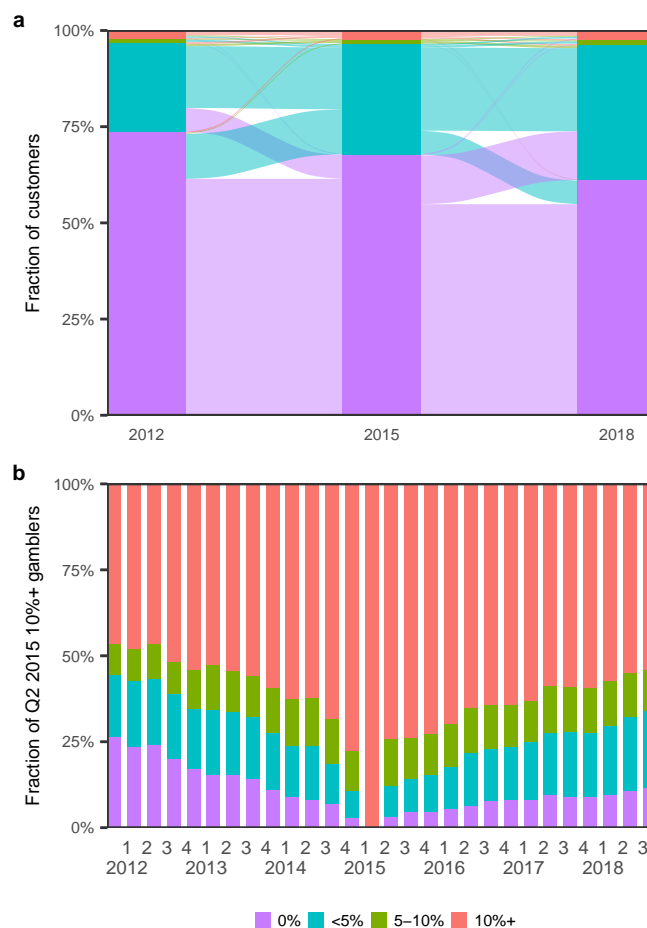 a
100%
75%
50%
25%
0%
Fraction of customers
2012 2015 2018
b
100%
75%
50%
25%
0%
Fraction of Q2 2015 10%+ gamblers
1 2 3 4 1 2 3 4 1 2 3 4 1 2 3 4 1 2 3 4 1 2 3 4 1 2 3
2012 2013 2014 2015 2016 2017 2018
0% <5% 5–10% 10%+